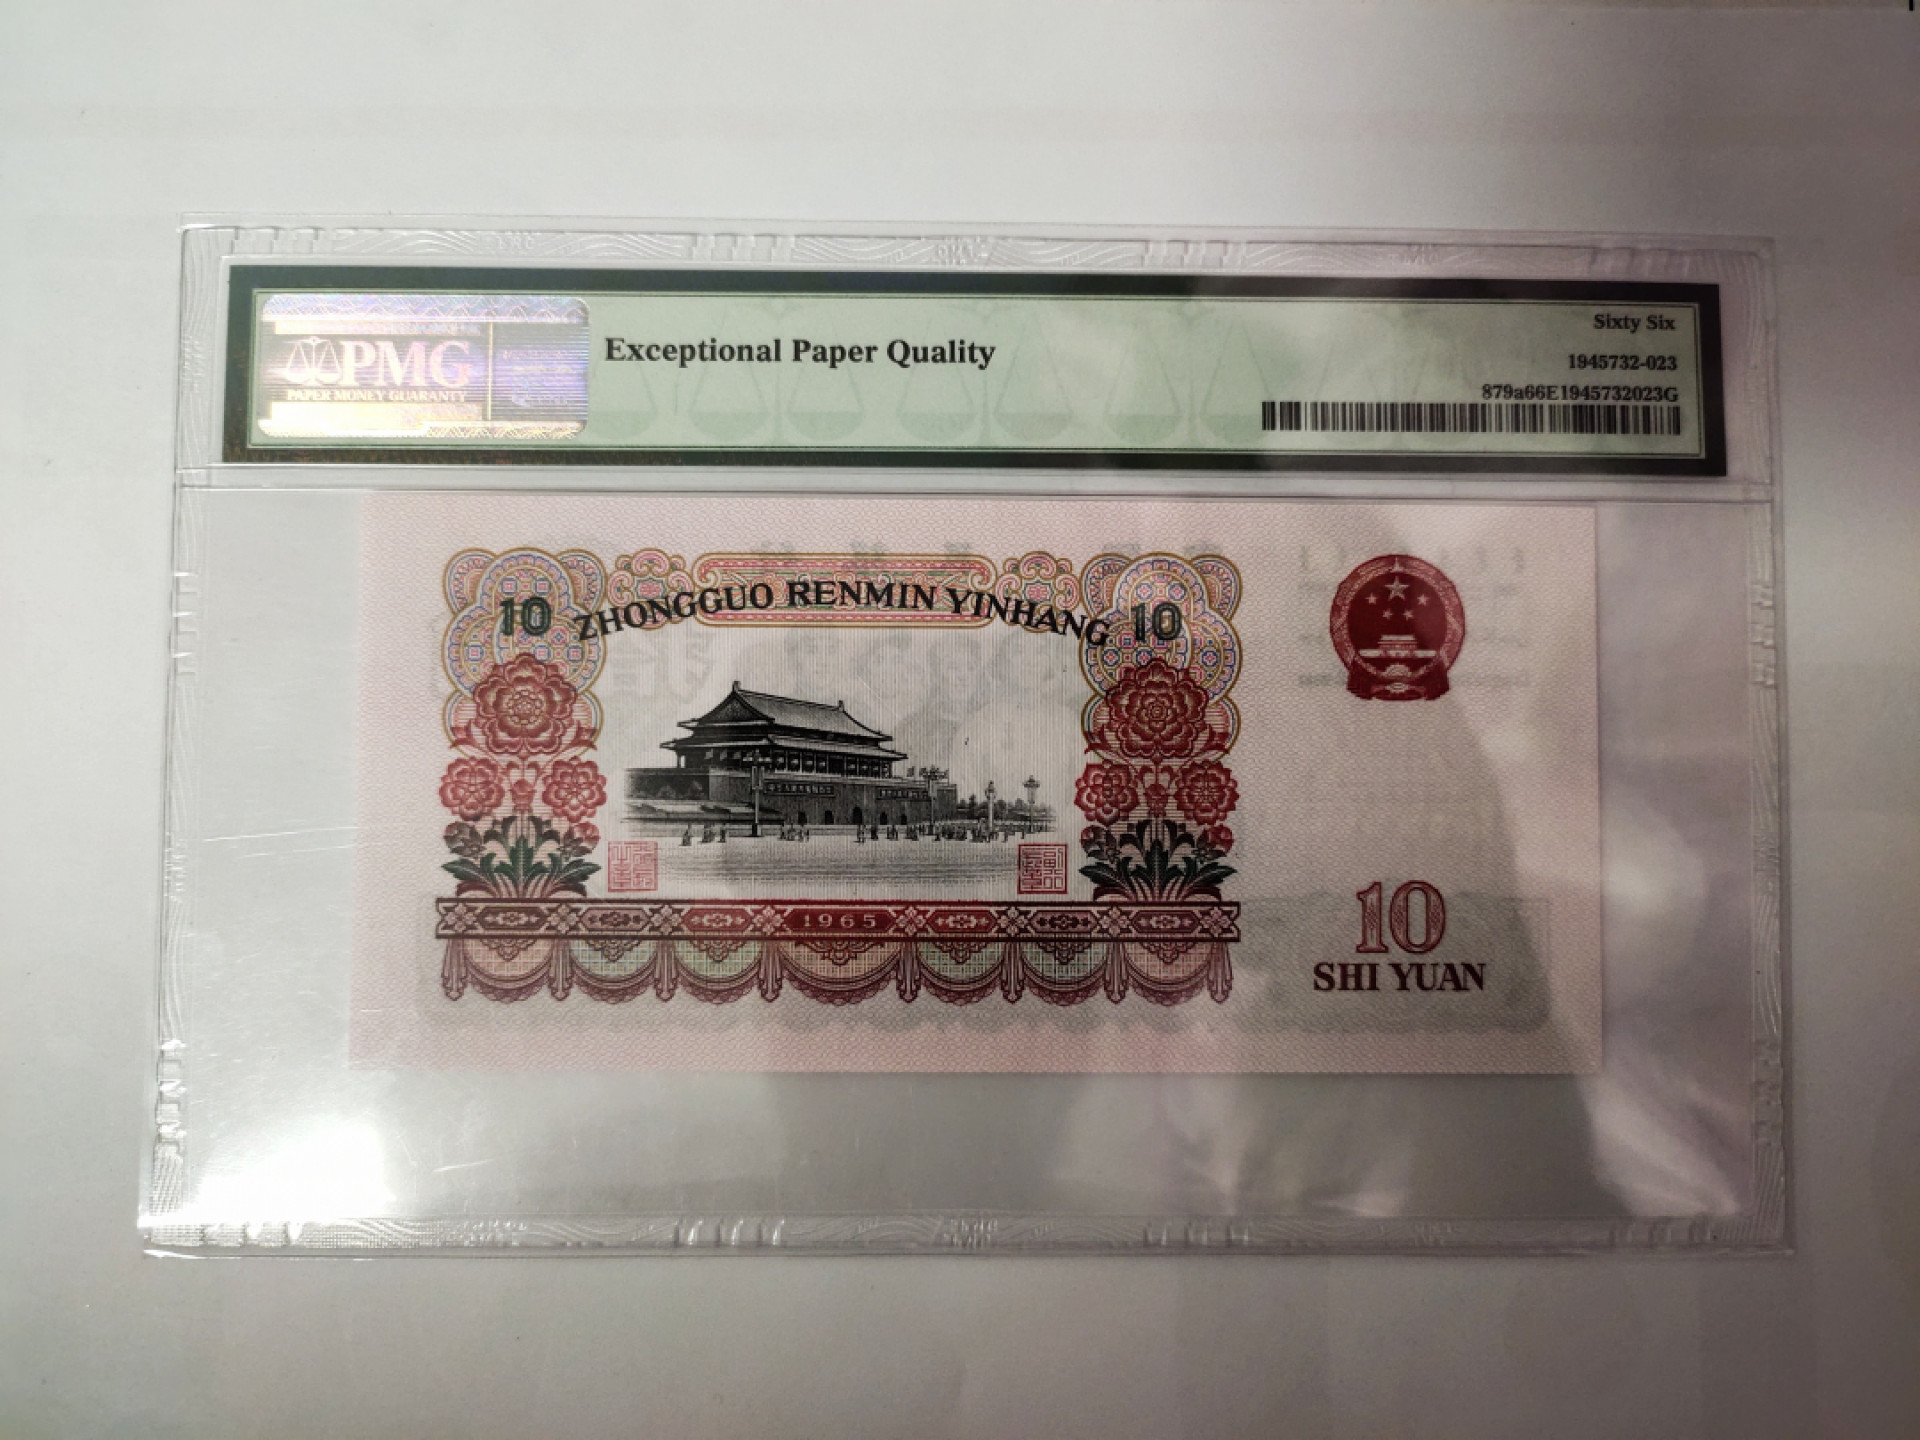 PMG
PAPER MONEY GUARANTY
Exceptional Paper Quality
Sixty Six
1945732-023
879a66E1945732023G
10 ZHONGGUO RENMIN YINHANG 10
1965
10
SHI YUAN